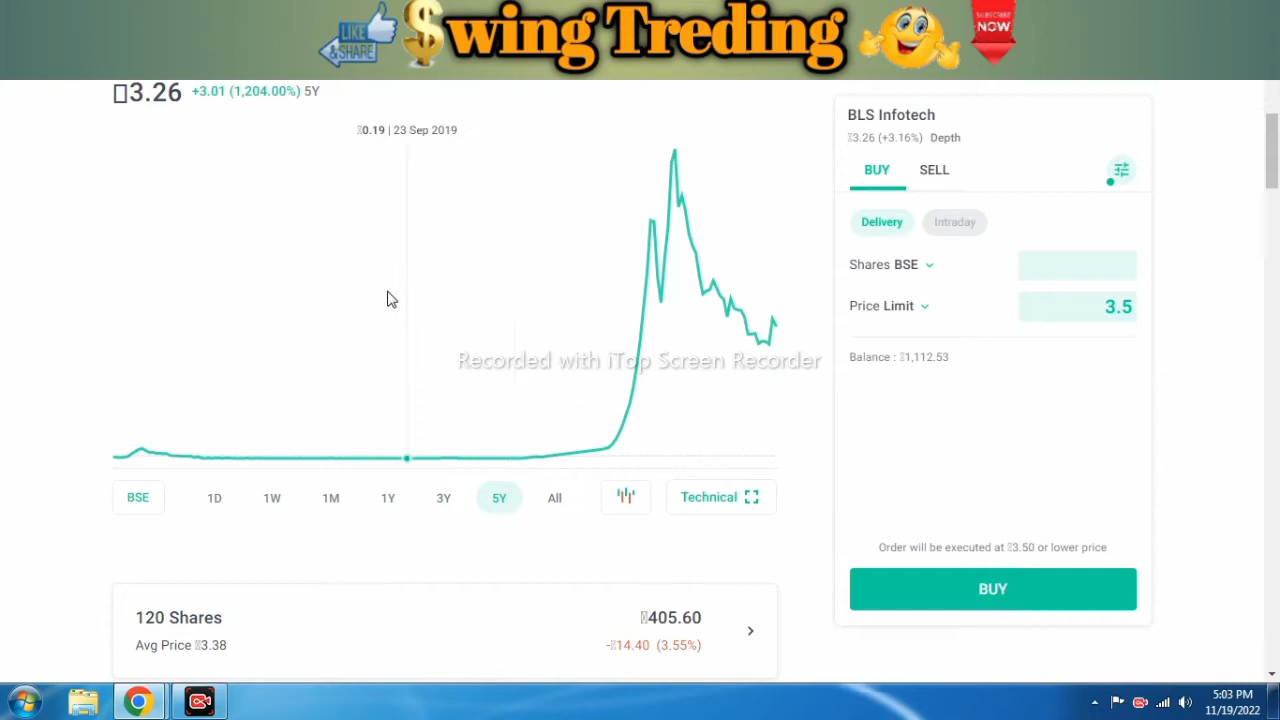 LIKE
&SHARE
$wing Treding
SUBSCRIBE
NOW
3.26 +3.01 (1,204.00%) 5Y
0.19 | 23 Sep 2019
BLS Infotech
3.26 (+3.16%) Depth
BUY SELL
Delivery Intraday
Shares BSE
Price Limit 3.5
Balance : 1,112.53
Recorded with iTop Screen Recorder
BSE 1D 1W 1M 1Y 3Y 5Y All Technical
Order will be executed at 3.50 or lower price
BUY
120 Shares 405.60
Avg Price 3.38 -14.40 (3.55%)
5:03 PM
11/19/2022